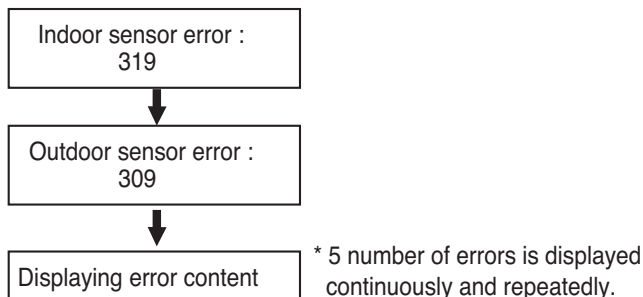 Indoor sensor error :
319
Outdoor sensor error :
309
Displaying error content
* 5 number of errors is displayed
continuously and repeatedly.